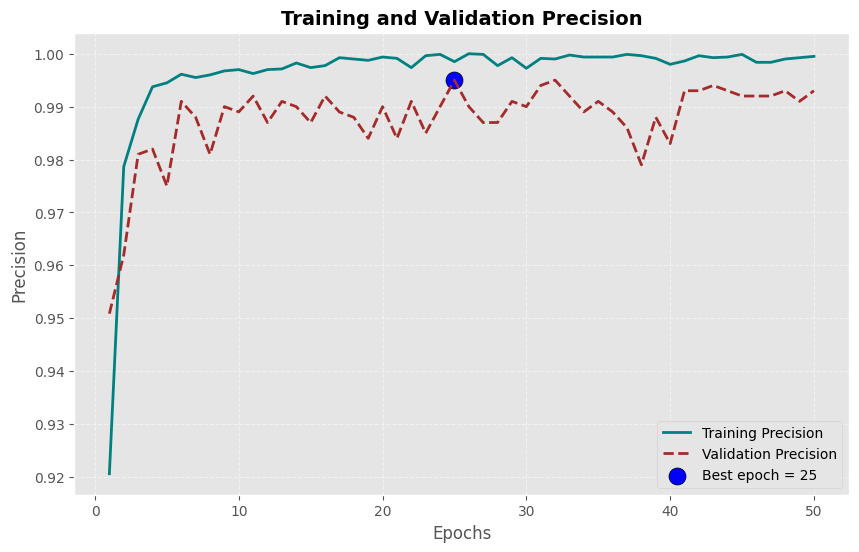 Training and Validation Precision
1.00
0.99
0.98
0.97
0.96
0.95
0.94
0.93
0.92
Precision
0
10
20
30
40
50
Epochs
Training Precision
Validation Precision
Best epoch = 25